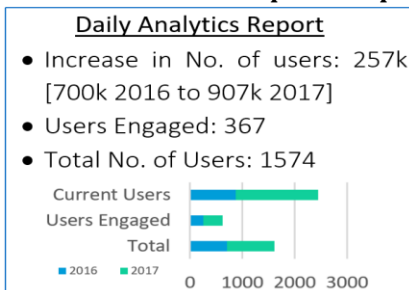 Daily Analytics Report
• Increase in No. of users: 257k
[700k 2016 to 907k 2017]
• Users Engaged: 367
• Total No. of Users: 1574
Current Users
Users Engaged
Total
2016 2017
0 1000 2000 3000